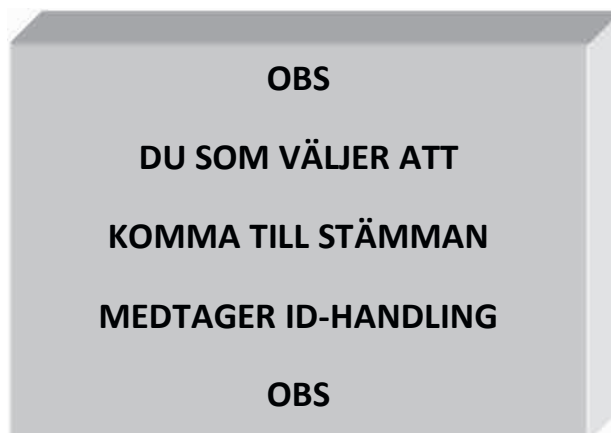 OBS
DU SOM VÄLJER ATT
KOMMA TILL STÄMMAN
MEDTAGER ID-HANDLING
OBS